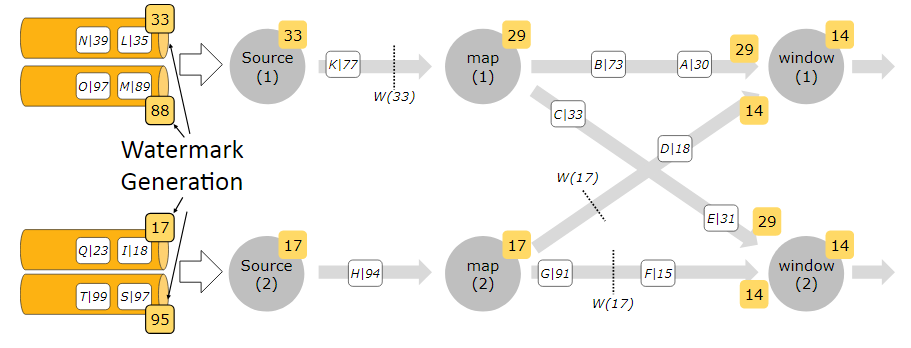 33
N|39
L|35
O|97
M|89
88
Source
(1)
33
K|77
W(33)
map
(1)
29
B|73
A|30
29
window
(1)
14
14
C|33
D|18
W(17)
E|31
29
Watermark
Generation
17
Q|23
I|18
T|99
S|97
95
Source
(2)
17
H|94
map
(2)
17
G|91
W(17)
F|15
14
window
(2)
14